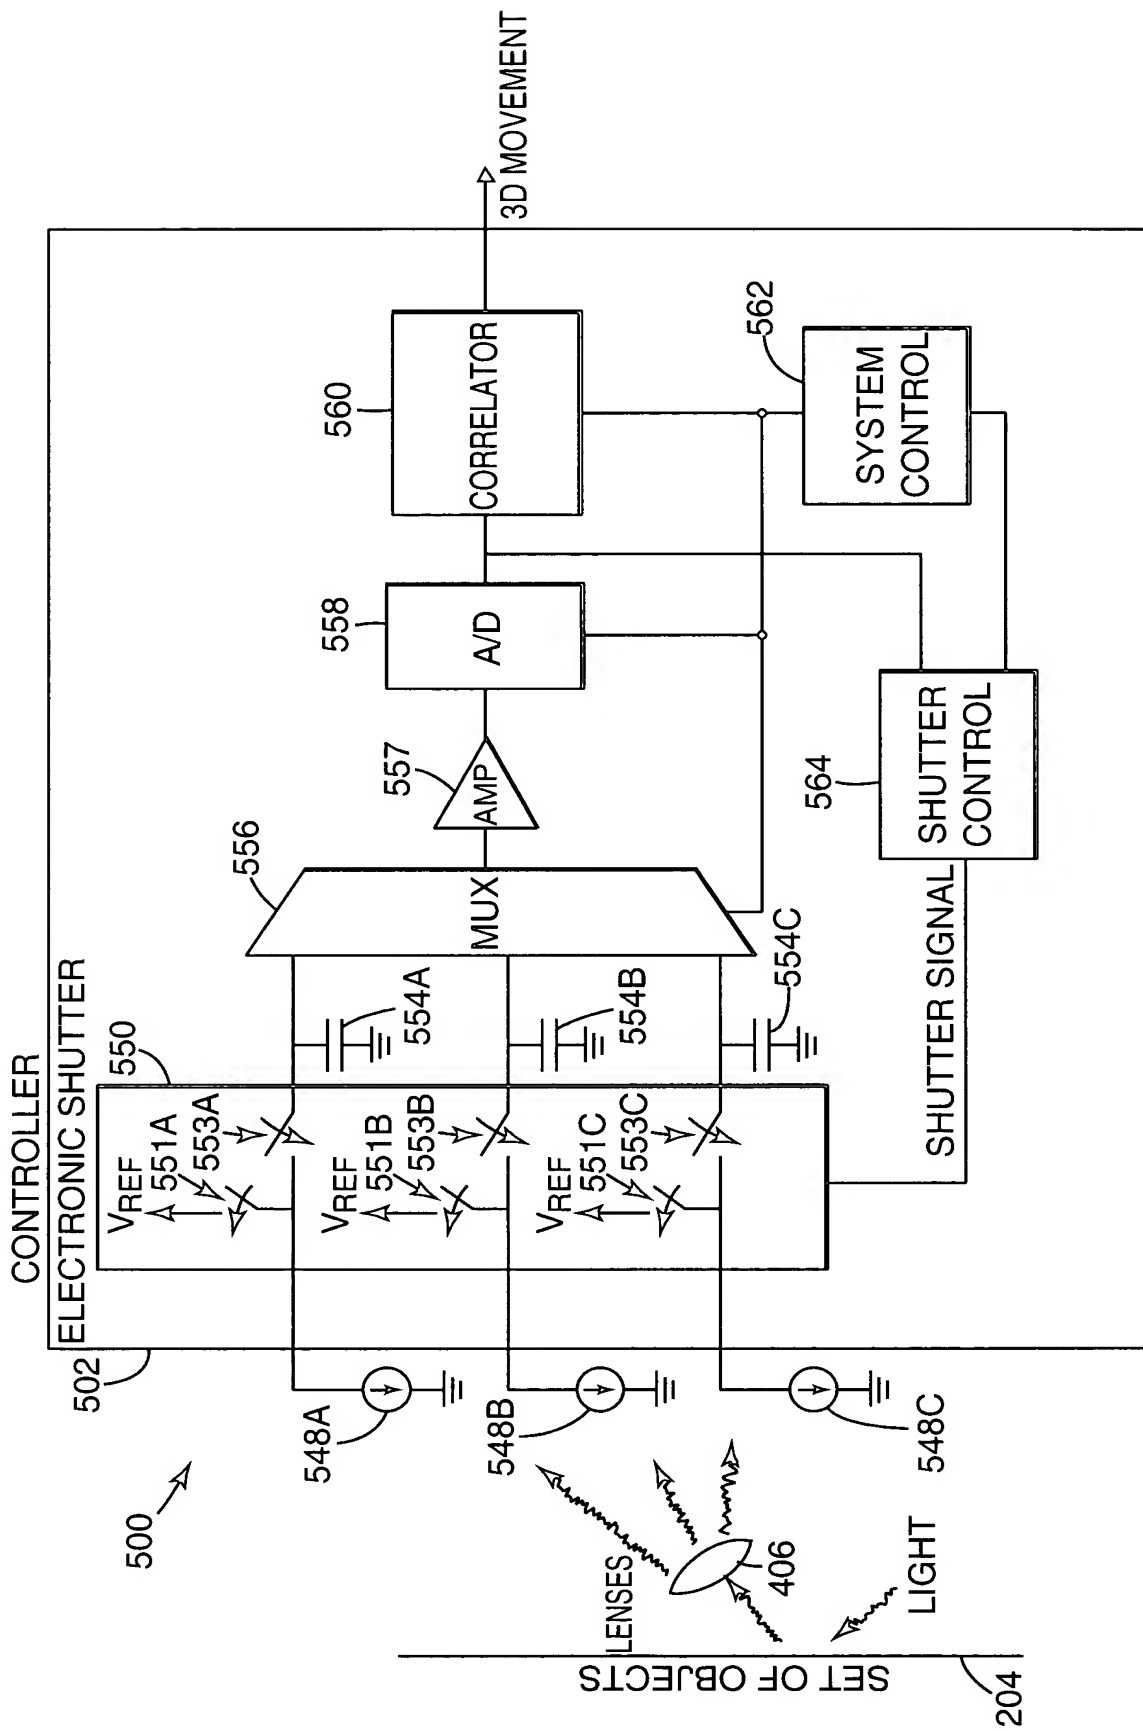 CONTROLLER
ELECTRONIC SHUTTER
502
550
VREF
551A
553A
VREF
551B
553B
VREF
551C
553C
554A
554B
554C
556
MUX
557
AMP
558
A/D
560
CORRELATOR
3D MOVEMENT
562
SYSTEM
CONTROL
564
SHUTTER
CONTROL
SHUTTER SIGNAL
500
548A
548B
548C
LENSES
406
LIGHT
SET OF OBJECTS
204